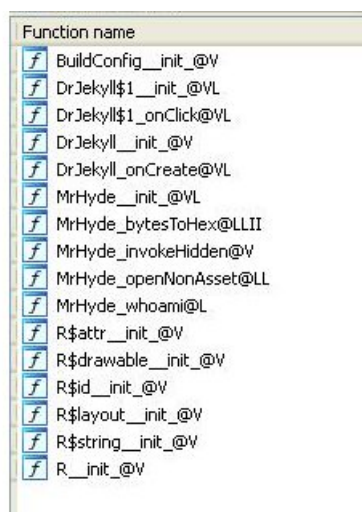 Function name
f BuildConfig__init_@V
f DrJekyll$1__init_@VL
f DrJekyll$1_onClick@VL
f DrJekyll__init_@V
f DrJekyll_onCreate@VL
f MrHyde__init_@VL
f MrHyde_bytesToHex@LLII
f MrHyde_invokeHidden@V
f MrHyde_openNonAsset@LL
f MrHyde_whoami@L
f R$attr__init_@V
f R$drawable__init_@V
f R$id__init_@V
f R$layout__init_@V
f R$string__init_@V
f R__init_@V